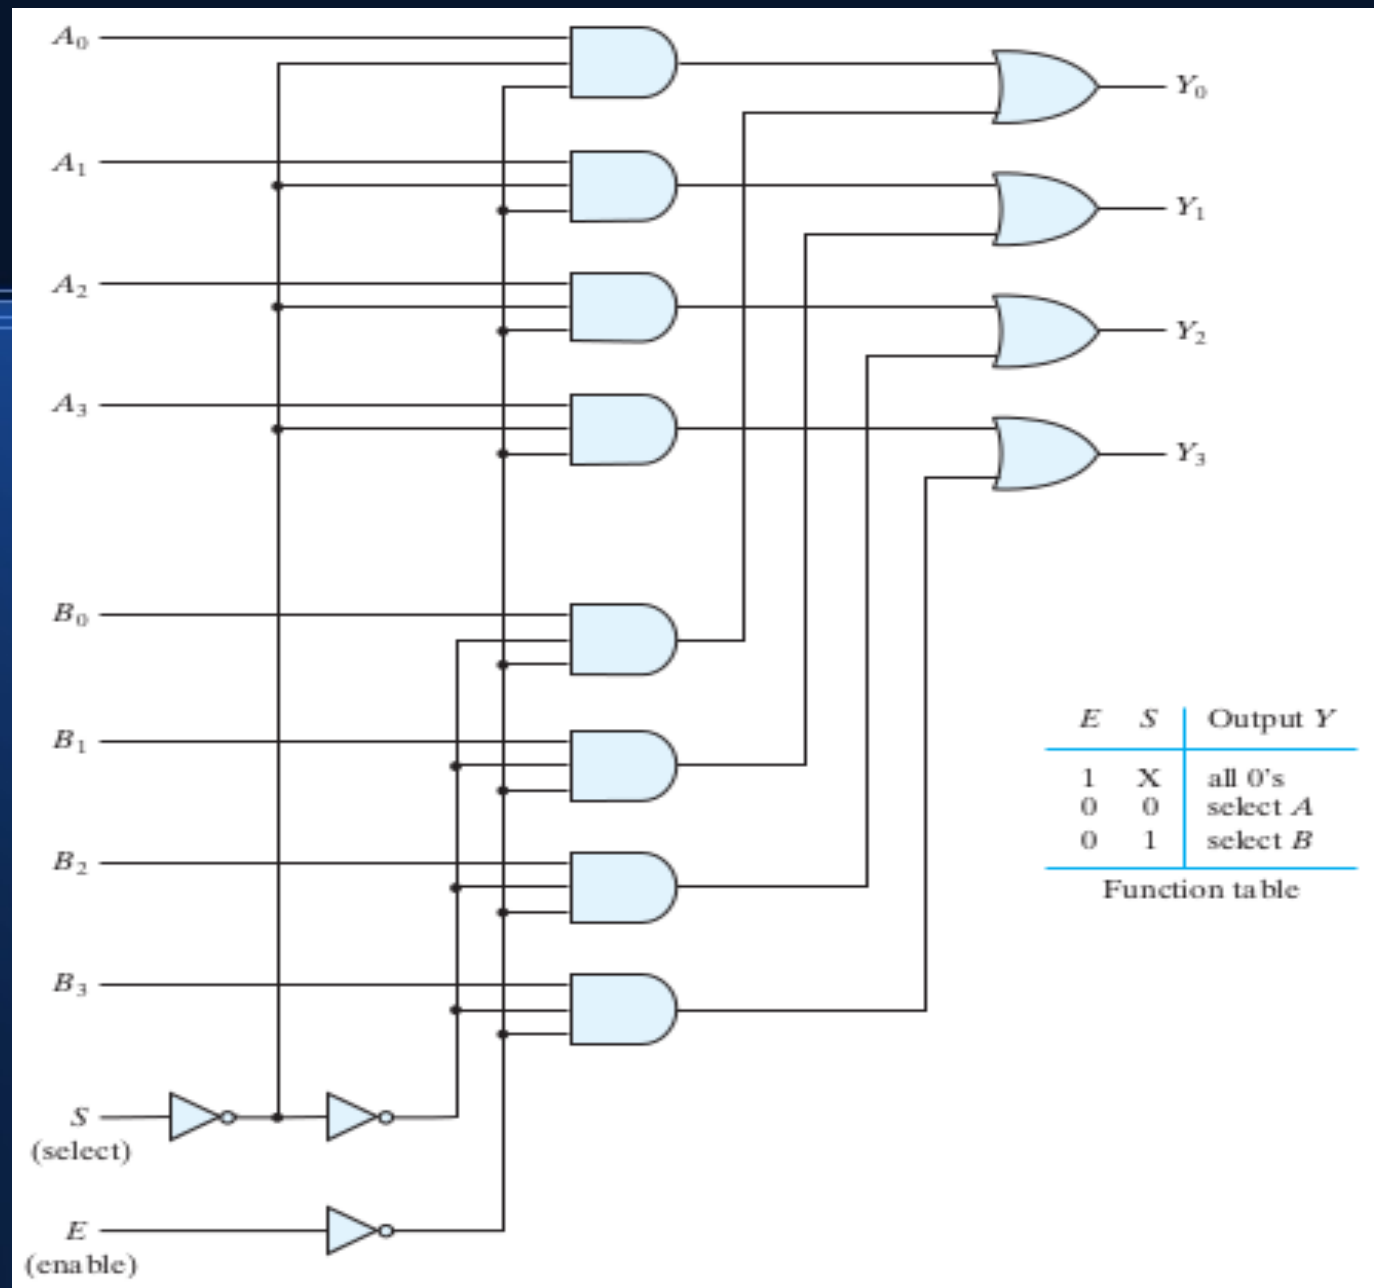 A₀
Y₀
A₁
Y₁
A₂
Y₂
A₃
Y₃
B₀
B₁
B₂
B₃
E S Output Y
1 X all 0's
0 0 select A
0 1 select B
Function table
S
(select)
E
(enable)